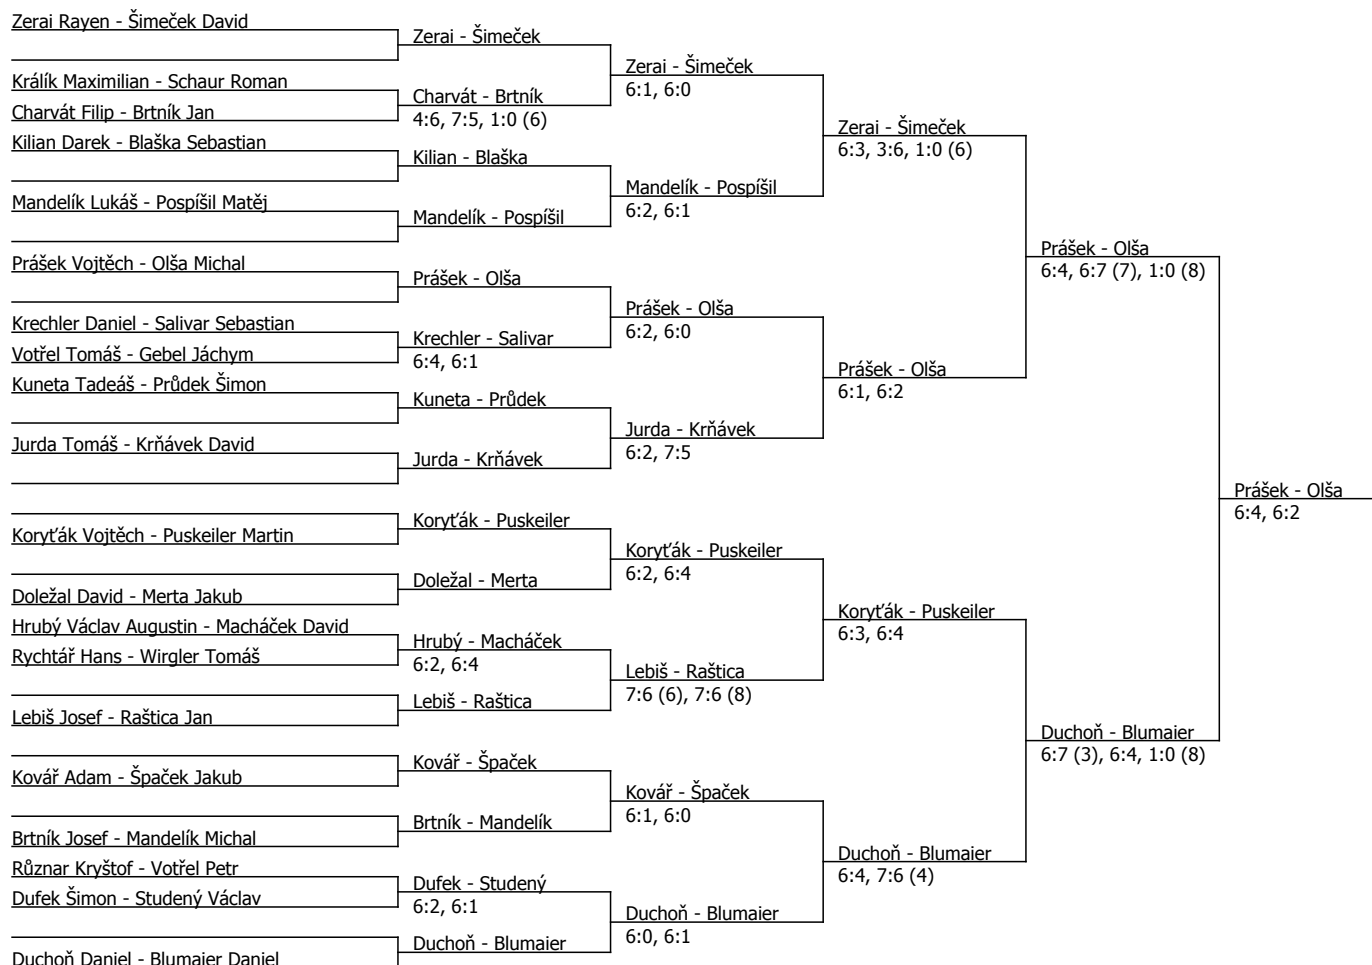 Zerai Rayen - Šimeček David
Králík Maximilian - Schaur Roman
Charvát Filip - Brtník Jan
Kilian Darek - Blaška Sebastian
Mandelík Lukáš - Pospíšil Matěj
Prášek Vojtěch - Olša Michal
Krechler Daniel - Salivar Sebastian
Votřel Tomáš - Gebel Jáchym
Kuneta Tadeáš - Průdek Šimon
Jurda Tomáš - Krňávek David
Koryťák Vojtěch - Puskeiler Martin
Doležal David - Merta Jakub
Hrubý Václav Augustin - Macháček David
Rychtář Hans - Wirgler Tomáš
Lebiš Josef - Raštica Jan
Kovář Adam - Špaček Jakub
Brtník Josef - Mandelík Michal
Různar Kryštof - Votřel Petr
Dufek Šimon - Studený Václav
Duchoň Daniel - Blumaier Daniel
Zerai - Šimeček
Charvát - Brtník
4:6, 7:5, 1:0 (6)
Kilian - Blaška
Mandelík - Pospíšil
Prášek - Olša
Krechler - Salivar
6:4, 6:1
Kuneta - Průdek
Jurda - Krňávek
Koryťák - Puskeiler
Doležal - Merta
Hrubý - Macháček
6:2, 6:4
Lebiš - Raštica
Kovář - Špaček
Brtník - Mandelík
Dufek - Studený
6:2, 6:1
Duchoň - Blumaier
Zerai - Šimeček
6:1, 6:0
Mandelík - Pospíšil
6:2, 6:1
Prášek - Olša
6:2, 6:0
Jurda - Krňávek
6:2, 7:5
Koryťák - Puskeiler
6:2, 6:4
Lebiš - Raštica
7:6 (6), 7:6 (8)
Kovář - Špaček
6:1, 6:0
Duchoň - Blumaier
6:0, 6:1
Zerai - Šimeček
6:3, 3:6, 1:0 (6)
Prášek - Olša
6:1, 6:2
Koryťák - Puskeiler
6:3, 6:4
Duchoň - Blumaier
6:4, 7:6 (4)
Prášek - Olša
6:4, 6:7 (7), 1:0 (8)
Duchoň - Blumaier
6:7 (3), 6:4, 1:0 (8)
Prášek - Olša
6:4, 6:2